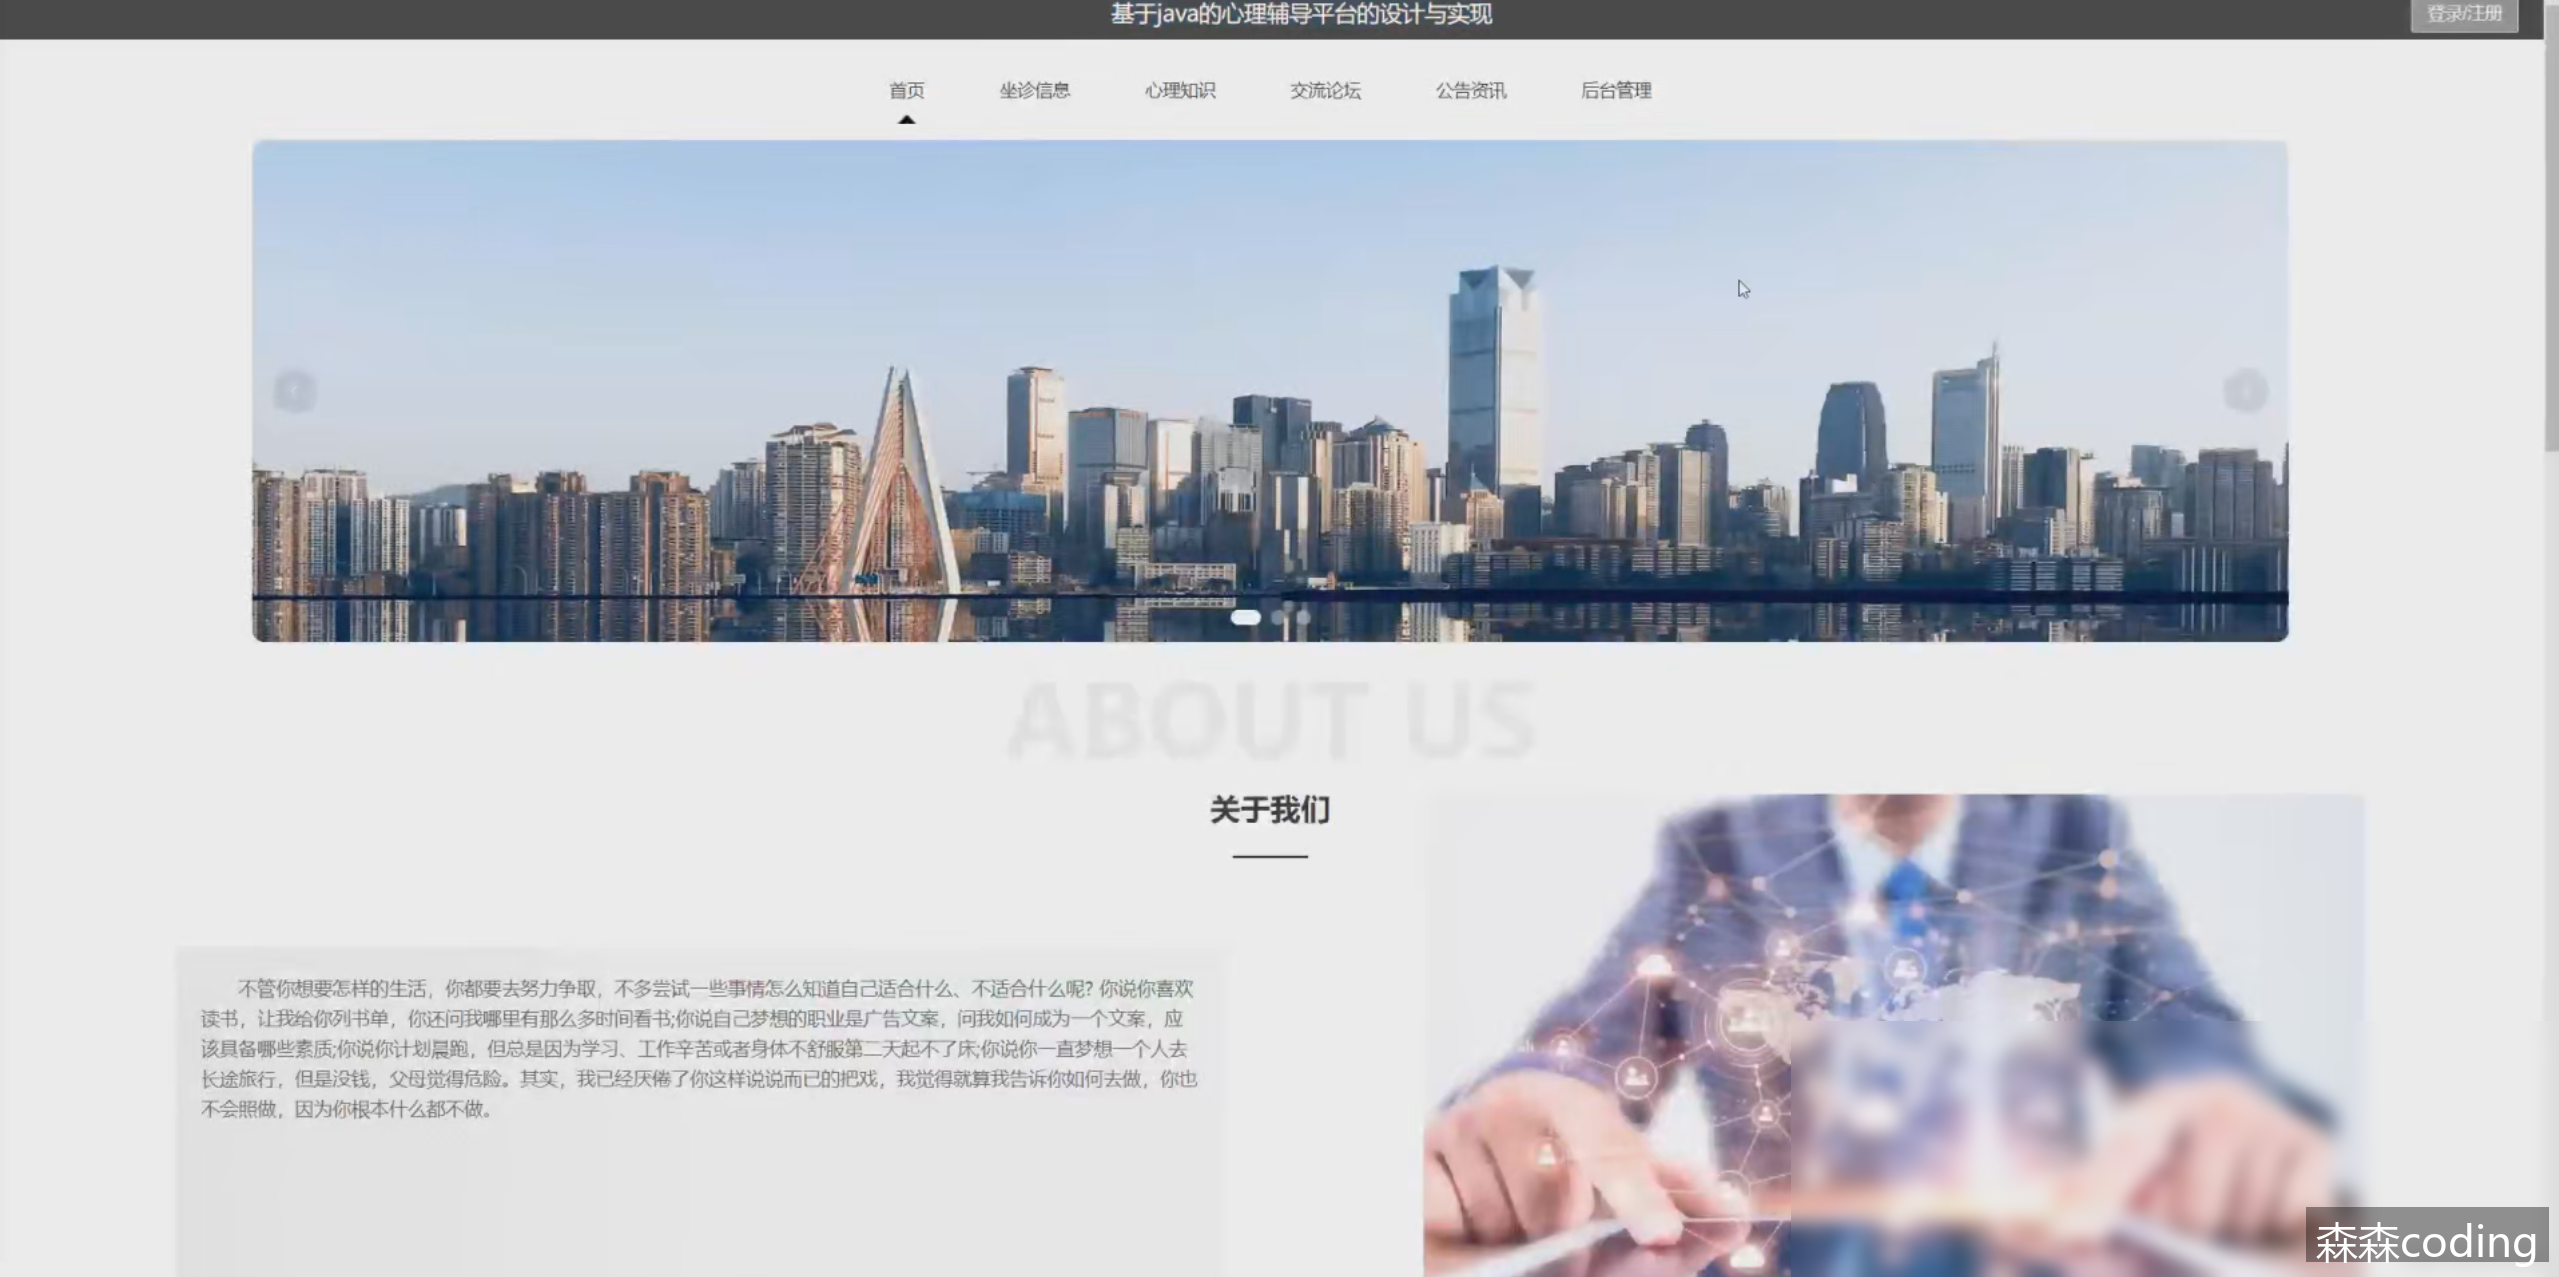 基于java的心理辅导平台的设计与实现
登录/注册
首页
坐诊信息
心理知识
交流论坛
公告资讯
后台管理
ABOUT US
关于我们
不管你想要怎样的生活，你都要去努力争取，不多尝试一些事情怎么知道自己适合什么、不适合什么呢? 你说你喜欢
读书，让我给你列书单，你还问我哪里有那么多时间看书;你说自己梦想的职业是广告文案，问我如何成为一个文案，应
该具备哪些素质;你说你计划晨跑，但总是因为学习、工作辛苦或者身体不舒服第二天起不了床;你说你一直梦想一个人去
长途旅行，但是没钱，父母觉得危险。其实，我已经厌倦了你这样说说而已的把戏，我觉得就算我告诉你如何去做，你也
不会照做，因为你根本什么都不做。
森森coding